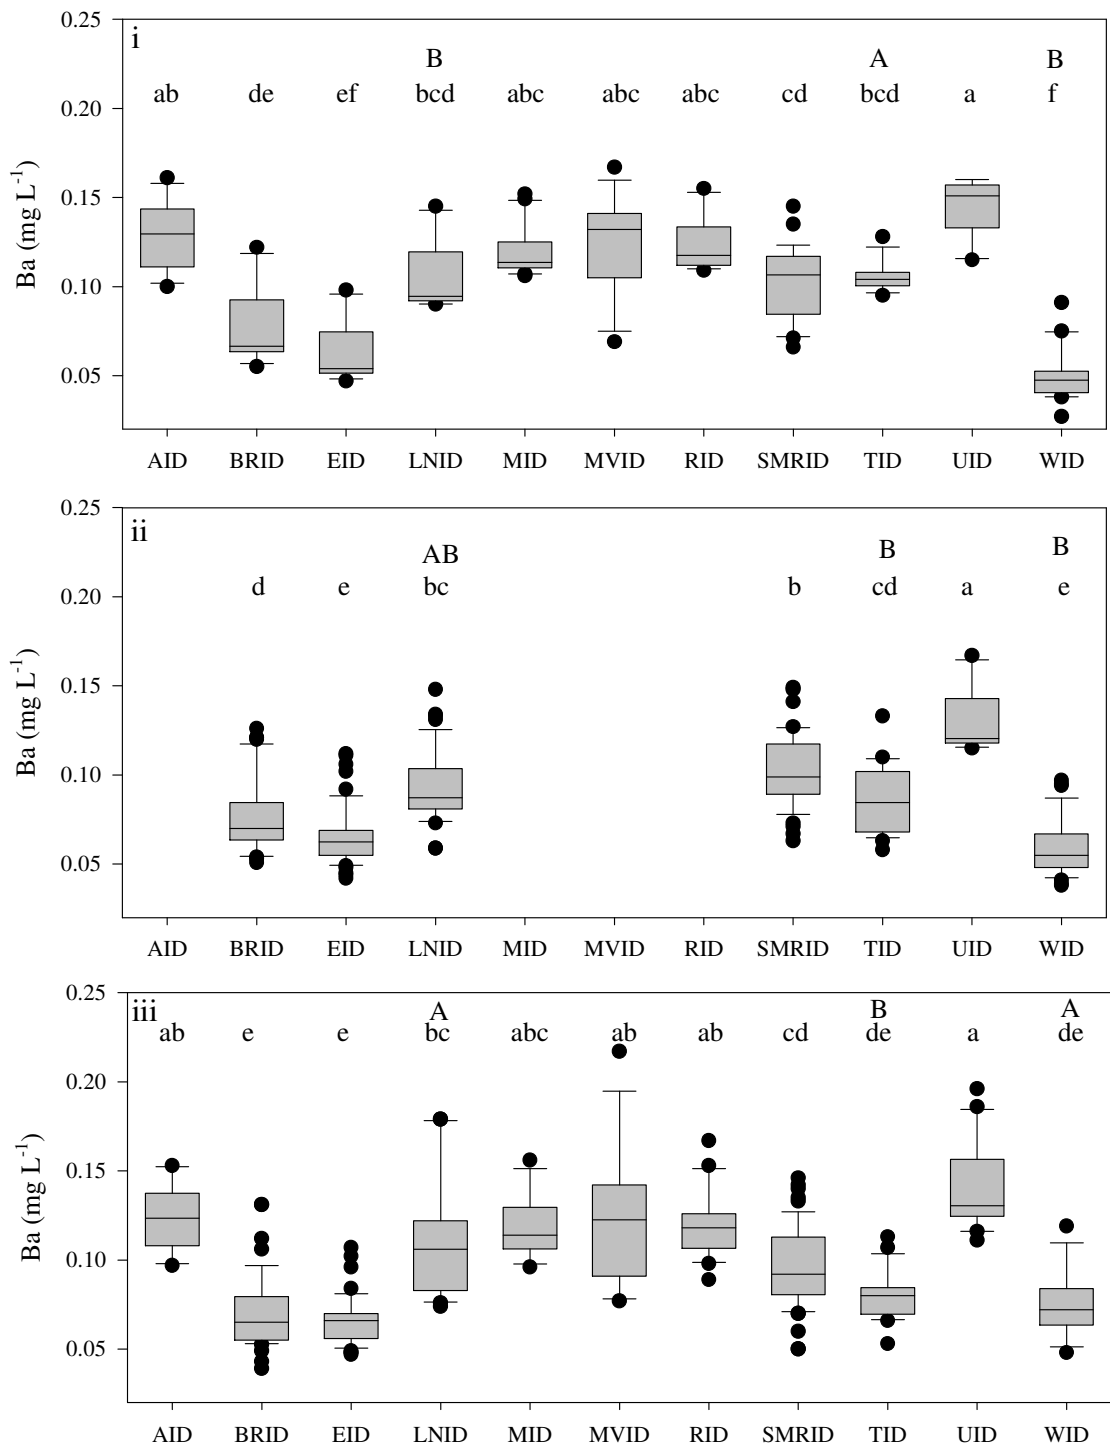 i
B A B
ab de ef bcd abc abc abc cd bcd a f
0.25
0.20
0.15
0.10
0.05
Ba (mg L⁻¹)
AID BRID EID LNID MID MVID RID SMRID TID UID WID
ii
AB B B
d e bc b cd a e
0.25
0.20
0.15
0.10
0.05
Ba (mg L⁻¹)
AID BRID EID LNID MID MVID RID SMRID TID UID WID
iii
A B A
ab e e bc abc ab ab cd de a de
0.25
0.20
0.15
0.10
0.05
Ba (mg L⁻¹)
AID BRID EID LNID MID MVID RID SMRID TID UID WID